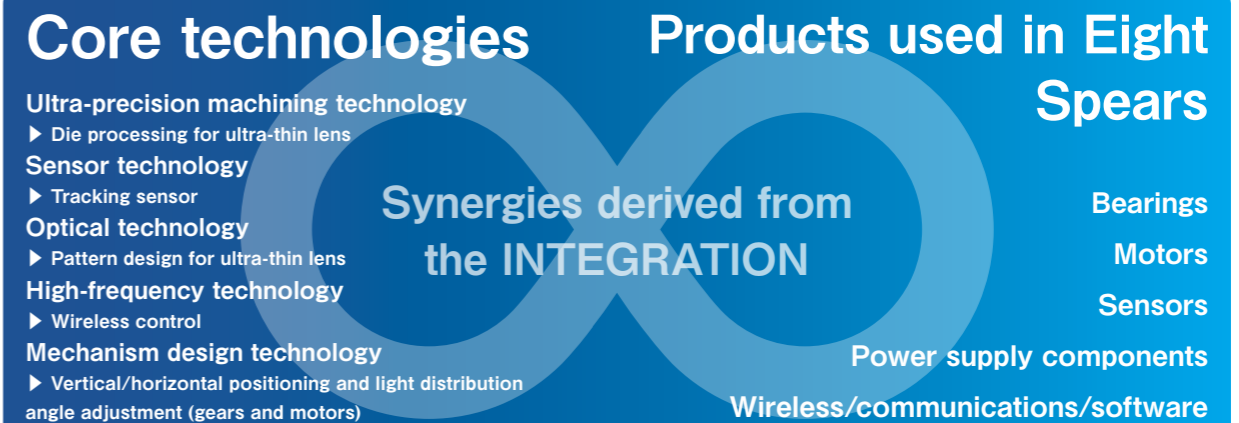 Core technologies
Ultra-precision machining technology
▶ Die processing for ultra-thin lens
Sensor technology
▶ Tracking sensor
Optical technology
▶ Pattern design for ultra-thin lens
High-frequency technology
▶ Wireless control
Mechanism design technology
▶ Vertical/horizontal positioning and light distribution
angle adjustment (gears and motors)
Synergies derived from
the INTEGRATION
Products used in Eight
Spears
Bearings
Motors
Sensors
Power supply components
Wireless/communications/software